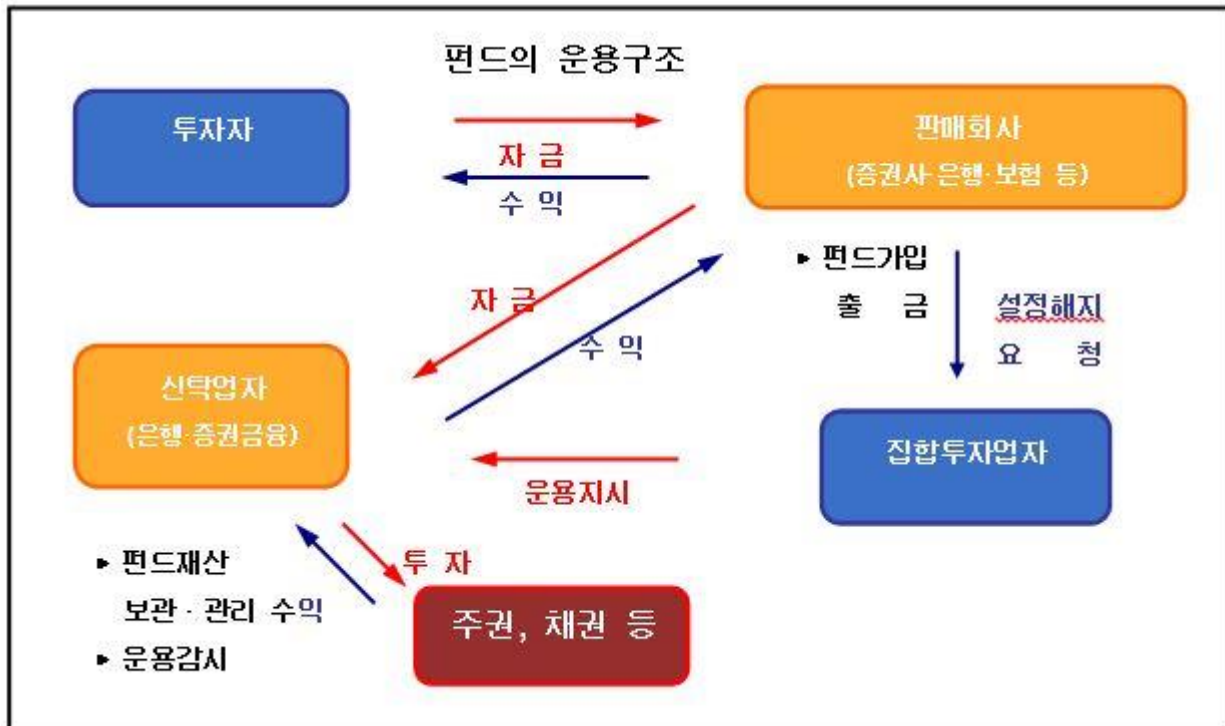 펀드의 운용구조
투자자
자 금
수 익
판매회사
(증권사·은행·보험 등)
▶ 펀드가입
출 금
설정해지
요 청
자 금
수 익
신탁업자
(은행·증권금융)
운용지시
집합투자업자
▶ 펀드재산
보관·관리 수익
▶ 운용감시
투 자
주권, 채권 등